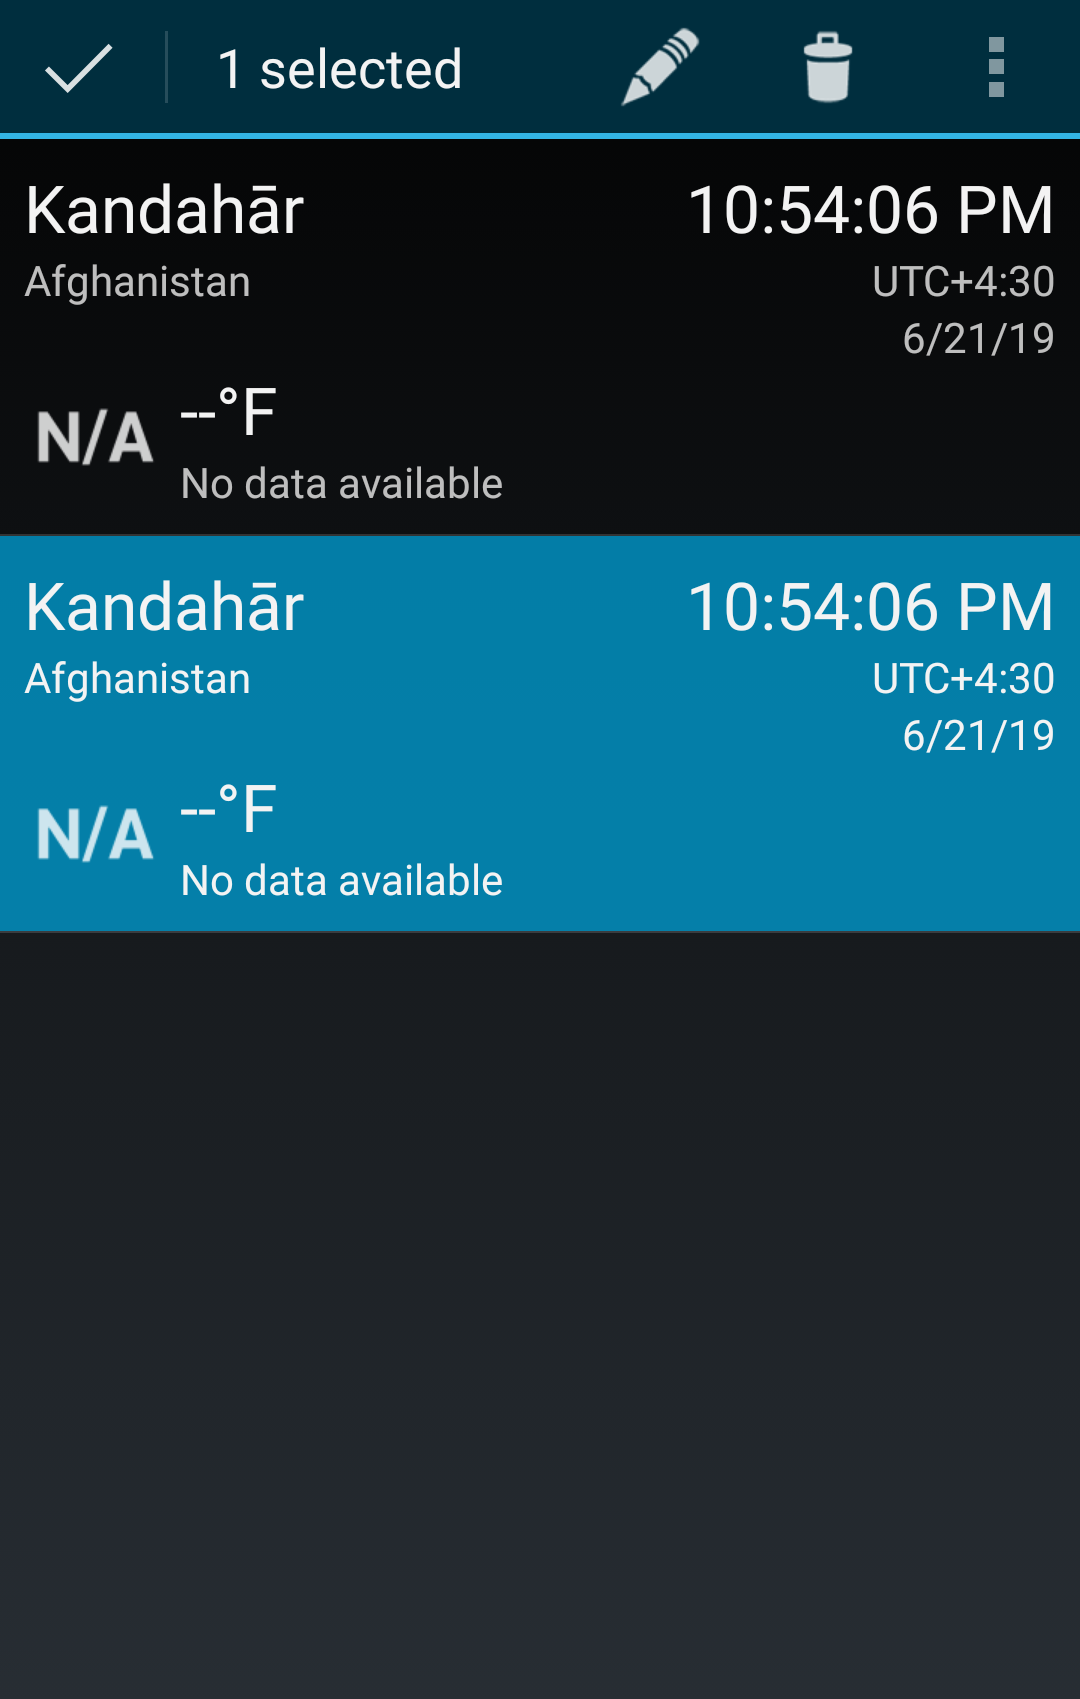 1 selected
Kandahār 10:54:06 PM
Afghanistan UTC+4:30
6/21/19
N/A --°F
No data available
Kandahār 10:54:06 PM
Afghanistan UTC+4:30
6/21/19
N/A --°F
No data available